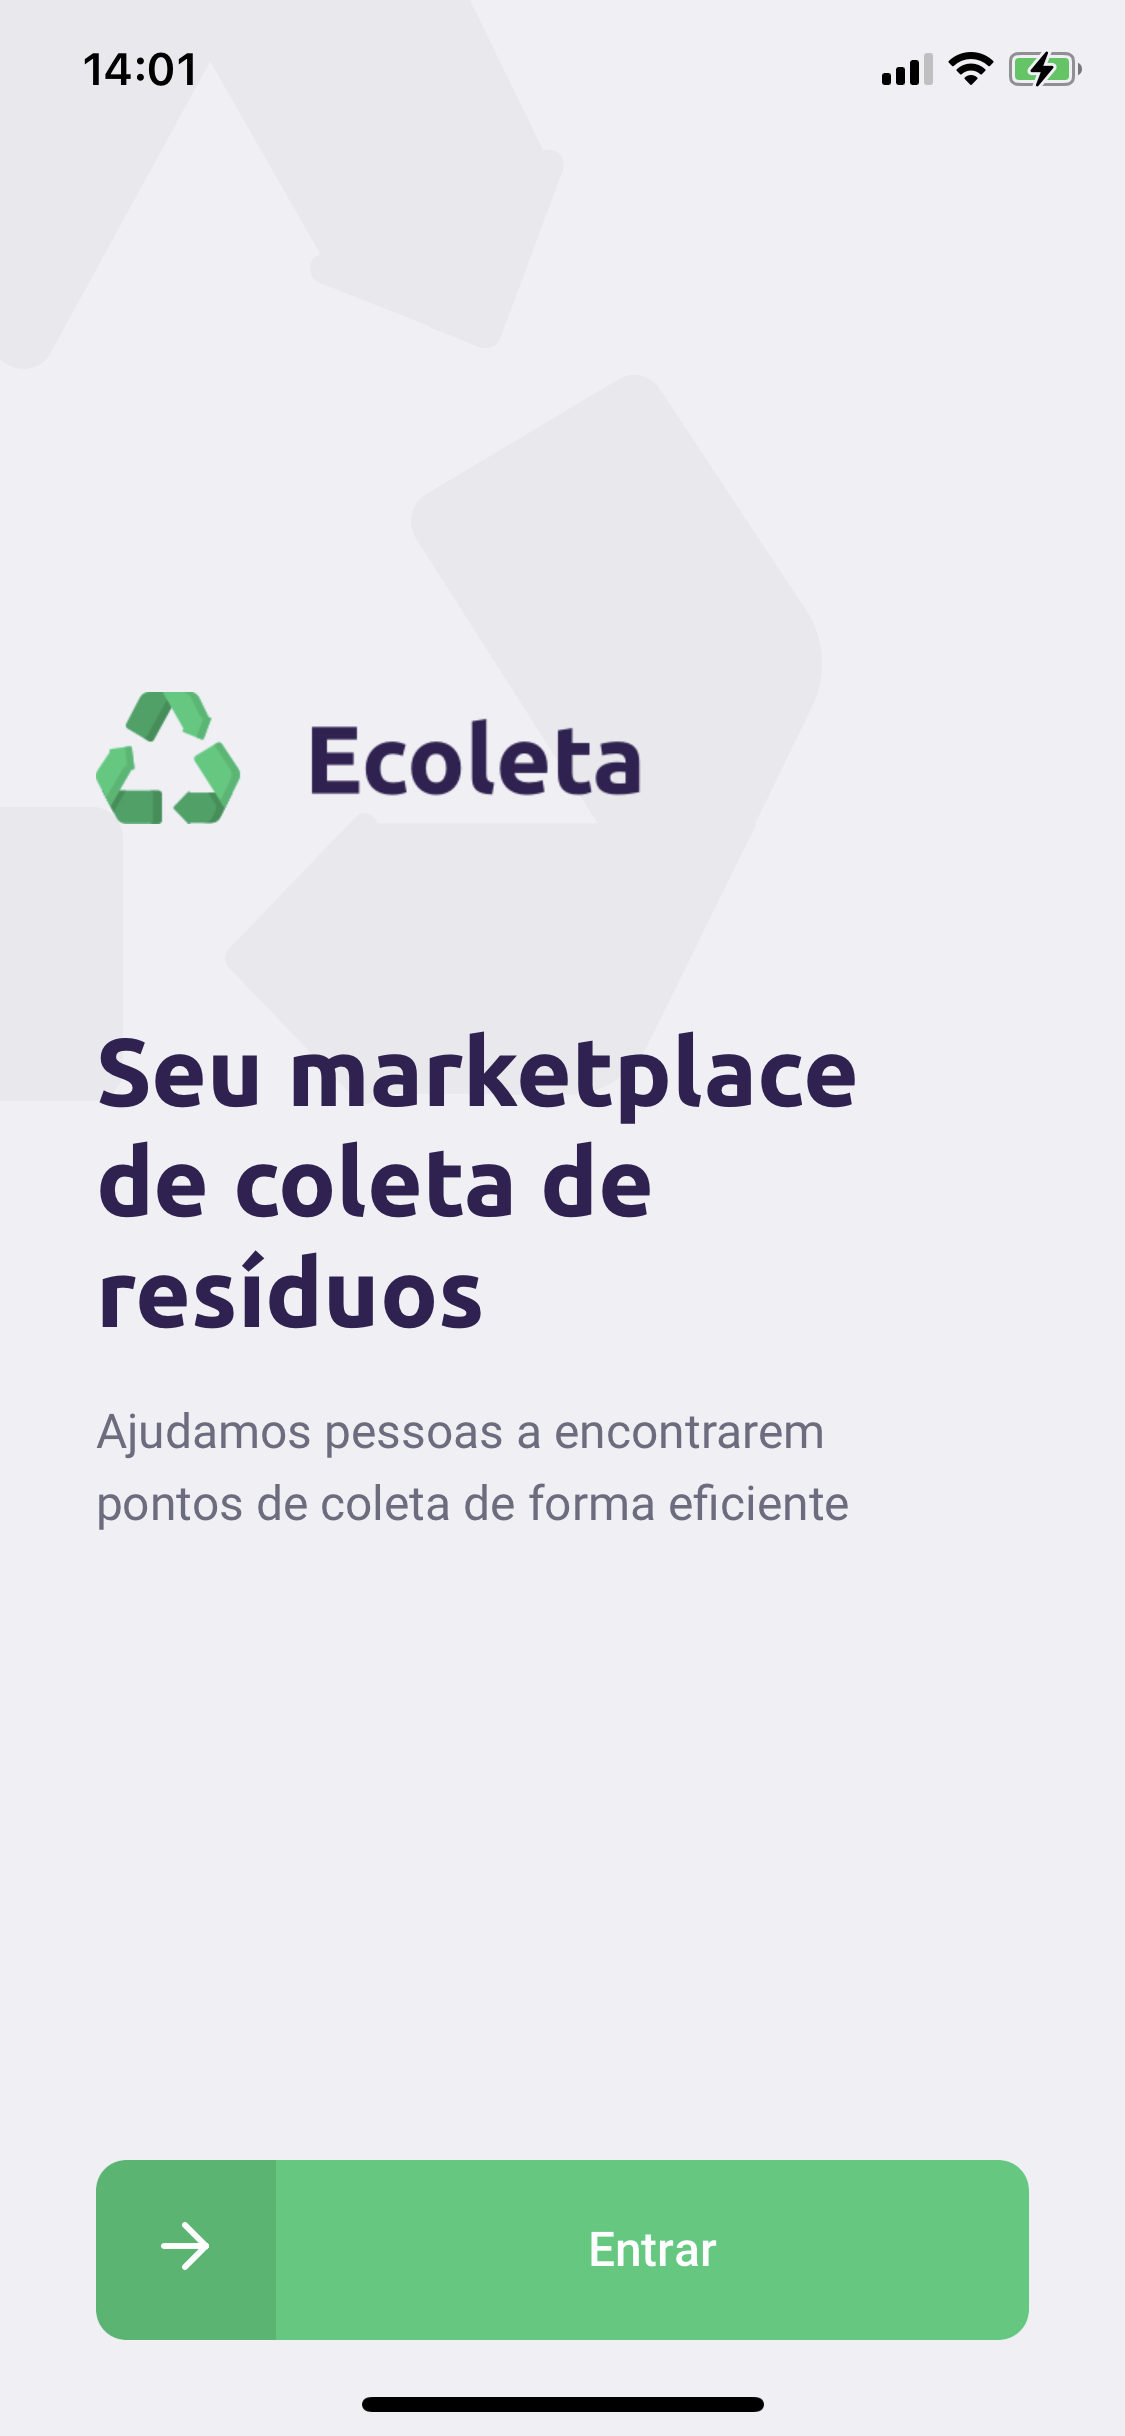 14:01
Ecoleta
Seu marketplace
de coleta de
resíduos
Ajudamos pessoas a encontrarem
pontos de coleta de forma eficiente
Entrar